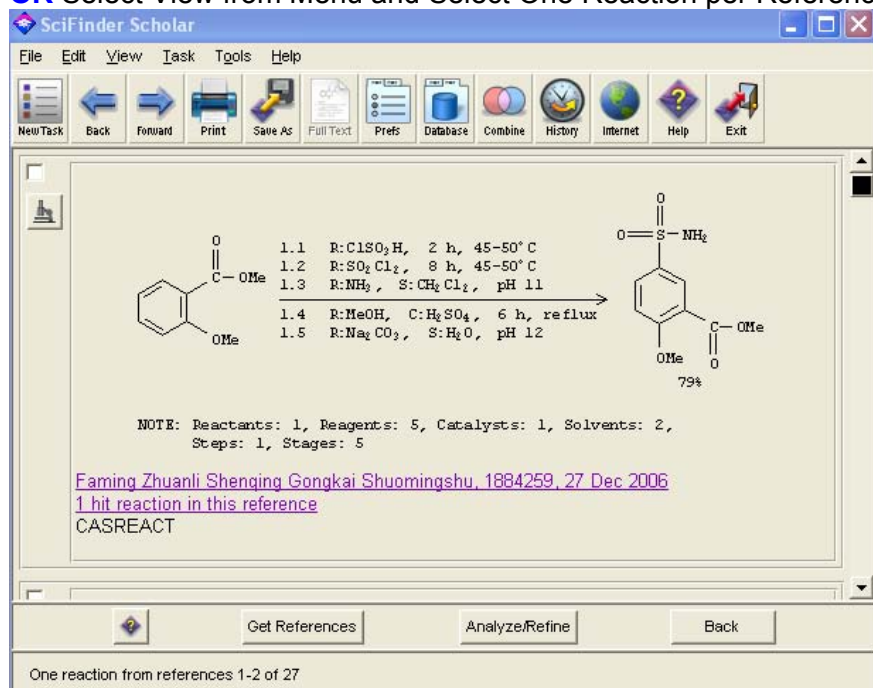 OR Select View from Menu and Select One Reaction per Referenc
SciFinder Scholar
File Edit View Task Tools Help
NewTask Back Forward Print Save As Full Text Prefs Database Combine History Internet Help Exit
O
C-OMe
OMe
1.1 R:ClSO3H, 2 h, 45-50°C
1.2 R:SO2Cl2, 8 h, 45-50°C
1.3 R:NH3, S:CH2Cl2, pH 11
1.4 R:MeOH, C:H2SO4, 6 h, reflux
1.5 R:Na2CO3, S:H2O, pH 12
O
O=S-NH2
C-OMe
OMe O
79%
NOTE: Reactants: 1, Reagents: 5, Catalysts: 1, Solvents: 2,
Steps: 1, Stages: 5
Faming Zhuanli Shenqing Gongkai Shuomingshu, 1884259, 27 Dec 2006
1 hit reaction in this reference
CASREACT
Get References Analyze/Refine Back
One reaction from references 1-2 of 27